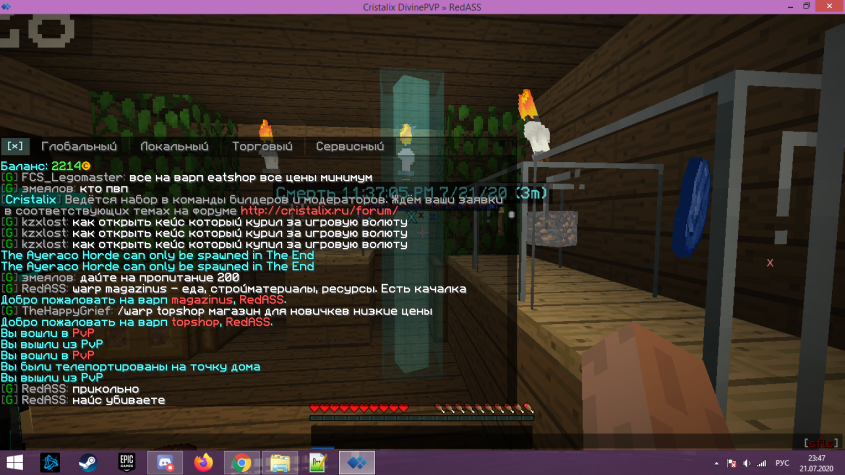 Cristalix DivinePVP » RedASS
[×] Глобальный Локальный Торговый Сервисный
Баланс: 2214
[G] FCS_Legomaster: все на варп eatshop все цены минимум
[G] змеялов: кто пвп
Смерть 11:37:05 PM 7/21/20 (3m)
[Cristalix] Ведётся набор в команды билдеров и модераторов. Ждём ваши заявки
в соответствующих темах на форуме http://cristalix.ru/forum/
[G] kzxlost: как открыть кейс который курил за игровую волюту
[G] kzxlost: как открыть кейс который купил за игровую волюту
[G] kzxlost: как открыть кейс который купил за игровую волюту
The Ayeraco Horde can only be spawned in The End
The Ayeraco Horde can only be spawned in The End
[G] змеялов: дайте на пропитание 200
[G] RedASS: warp magazinus - еда, стройматериалы, ресурсы. Есть качалка
Добро пожаловать на варп magazinus, RedASS.
[G] TheHappyGrief: /warp topshop магазин для новичкев низкие цены
Добро пожаловать на варп topshop, RedASS.
Вы вошли в PvP
Вы вышли из PvP
Вы вошли в PvP
Вы были телепортированы на точку дома
Вы вышли из PvP
[G] RedASS: прикольно
[G] RedASS: найс убиваете
EPIC GAMES
РУС
23:47
21.07.2020